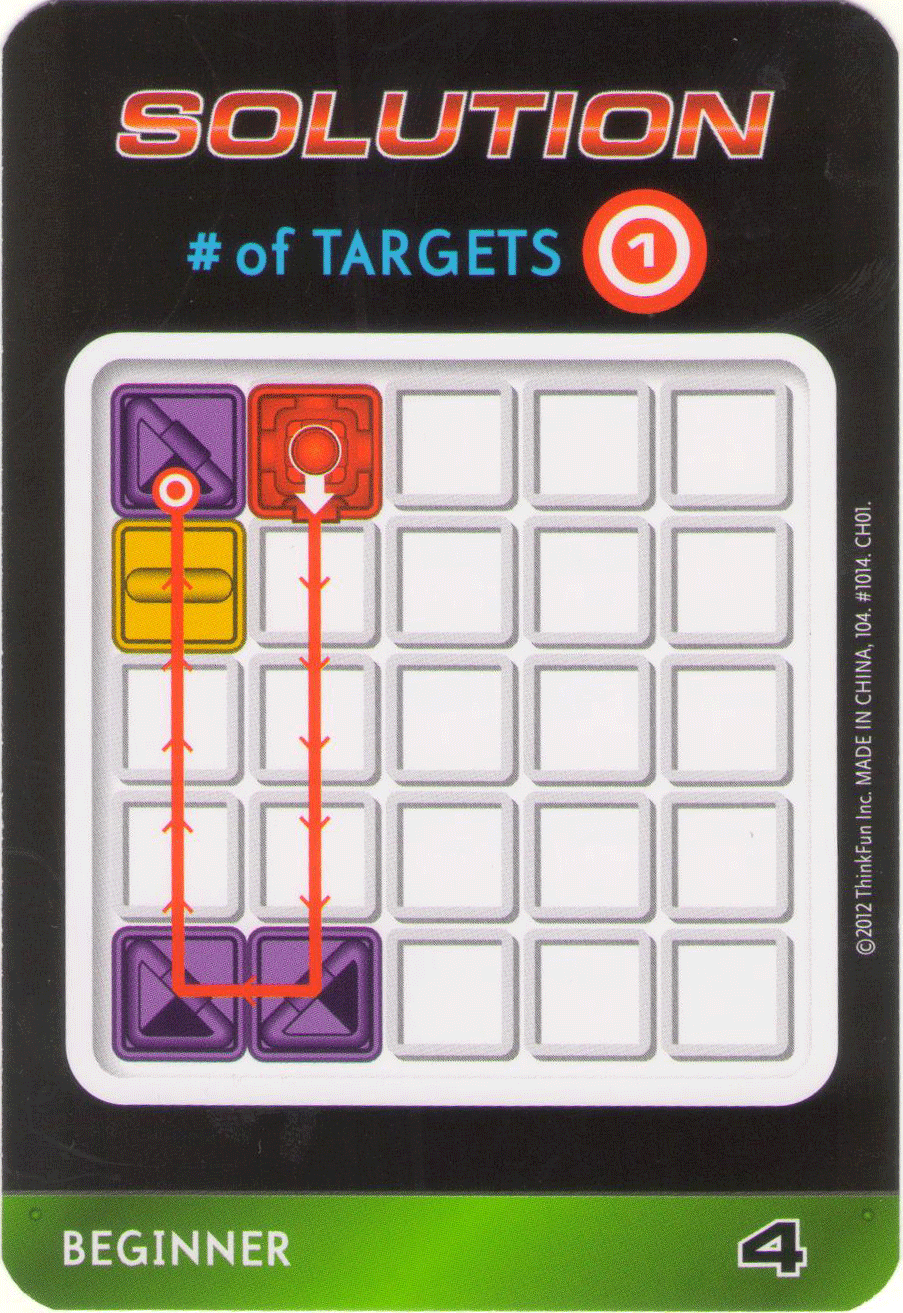 SOLUTION
# of TARGETS 1
©2012 ThinkFun Inc. MADE IN CHINA, 104. #1014. CH01.
BEGINNER
4